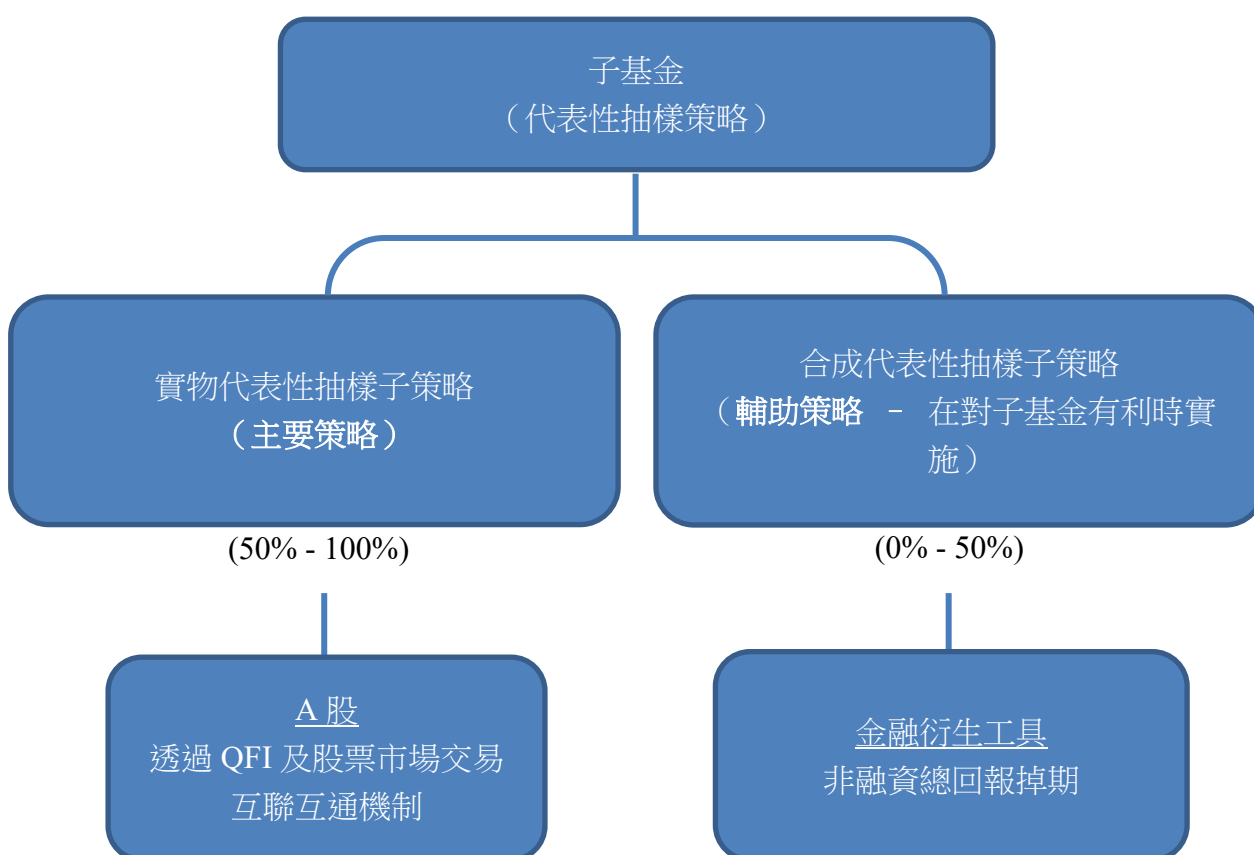 子基金
（代表性抽樣策略）
實物代表性抽樣子策略
（主要策略）
(50% - 100%)
合成代表性抽樣子策略
（輔助策略 - 在對子基金有利時實
施）
(0% - 50%)
A 股
透過 QFI 及股票市場交易
互聯互通機制
金融衍生工具
非融資總回報掉期